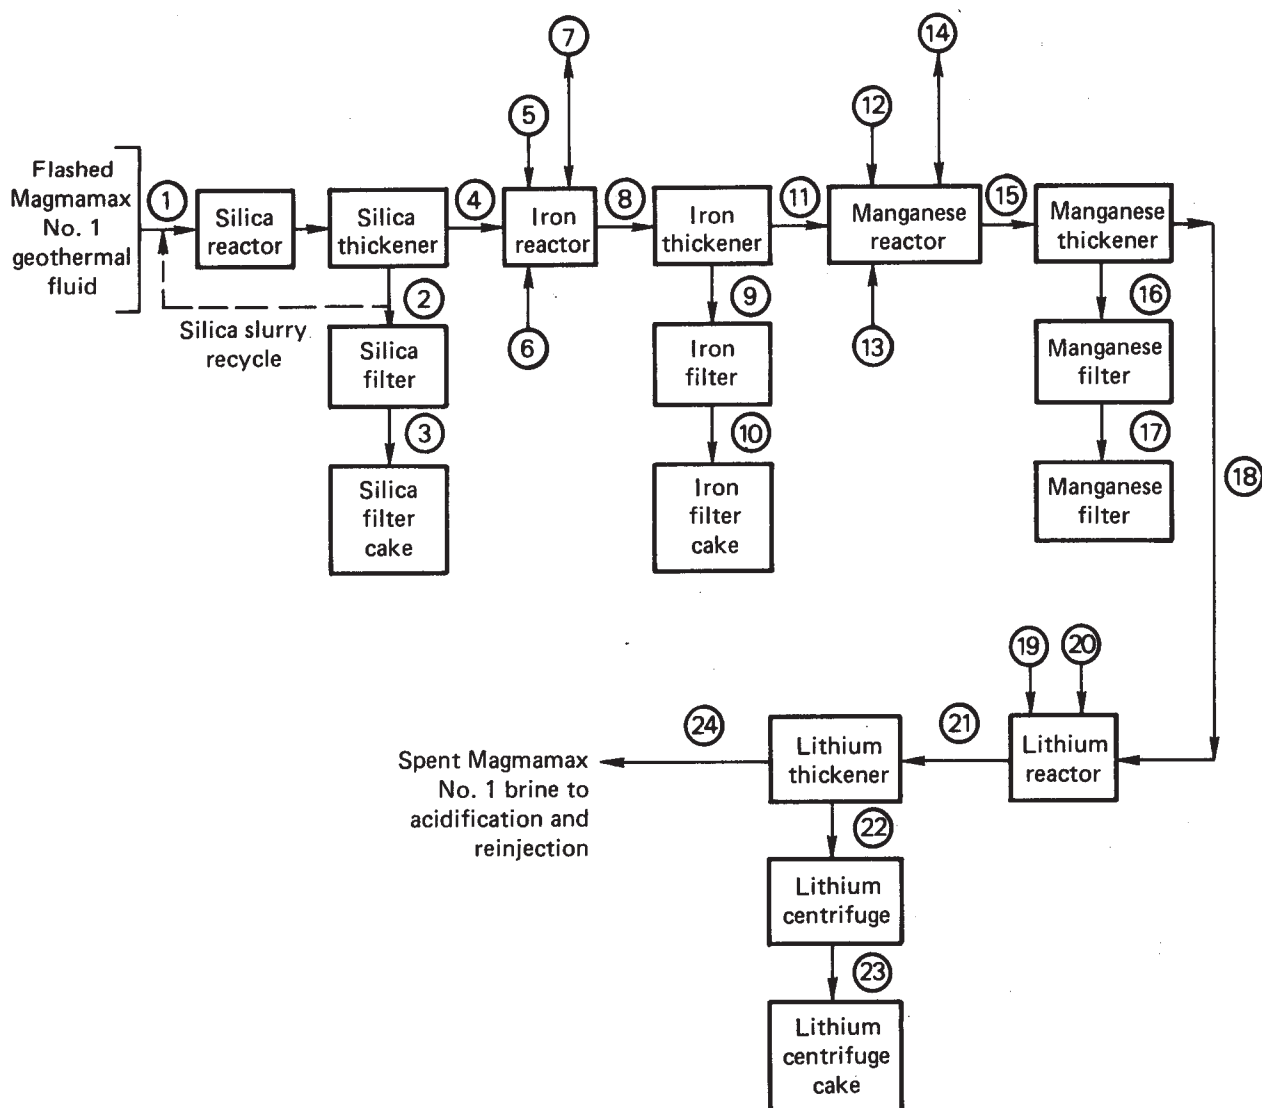 Flashed
Magmamax
No. 1
geothermal
fluid
1
Silica
reactor
Silica
thickener
4
5
7
Iron
reactor
6
8
Iron
thickener
11
12
14
Manganese
reactor
13
15
Manganese
thickener
Silica slurry
recycle
2
Silica
filter
3
Silica
filter
cake
9
Iron
filter
10
Iron
filter
cake
16
Manganese
filter
17
Manganese
filter
18
19
20
Lithium
reactor
21
Lithium
thickener
24
Spent Magmamax
No. 1 brine to
acidification and
reinjection
22
Lithium
centrifuge
23
Lithium
centrifuge
cake